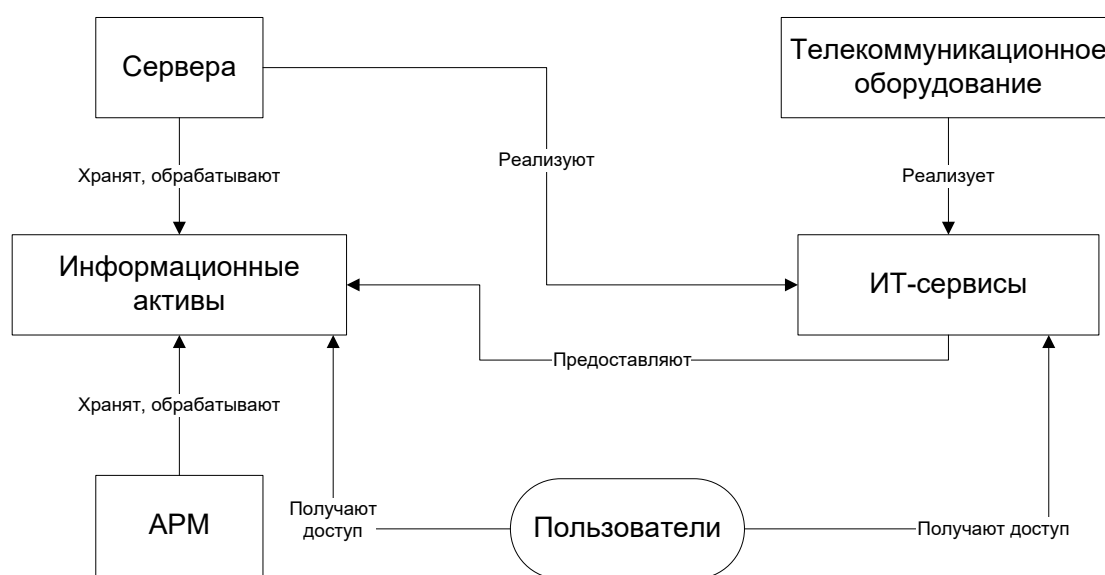 Сервера
Телекоммуникационное
оборудование
Реализуют
Хранят, обрабатывают
Реализует
Информационные
активы
ИТ-сервисы
Предоставляют
Хранят, обрабатывают
АРМ
Получают
доступ
Пользователи
Получают доступ